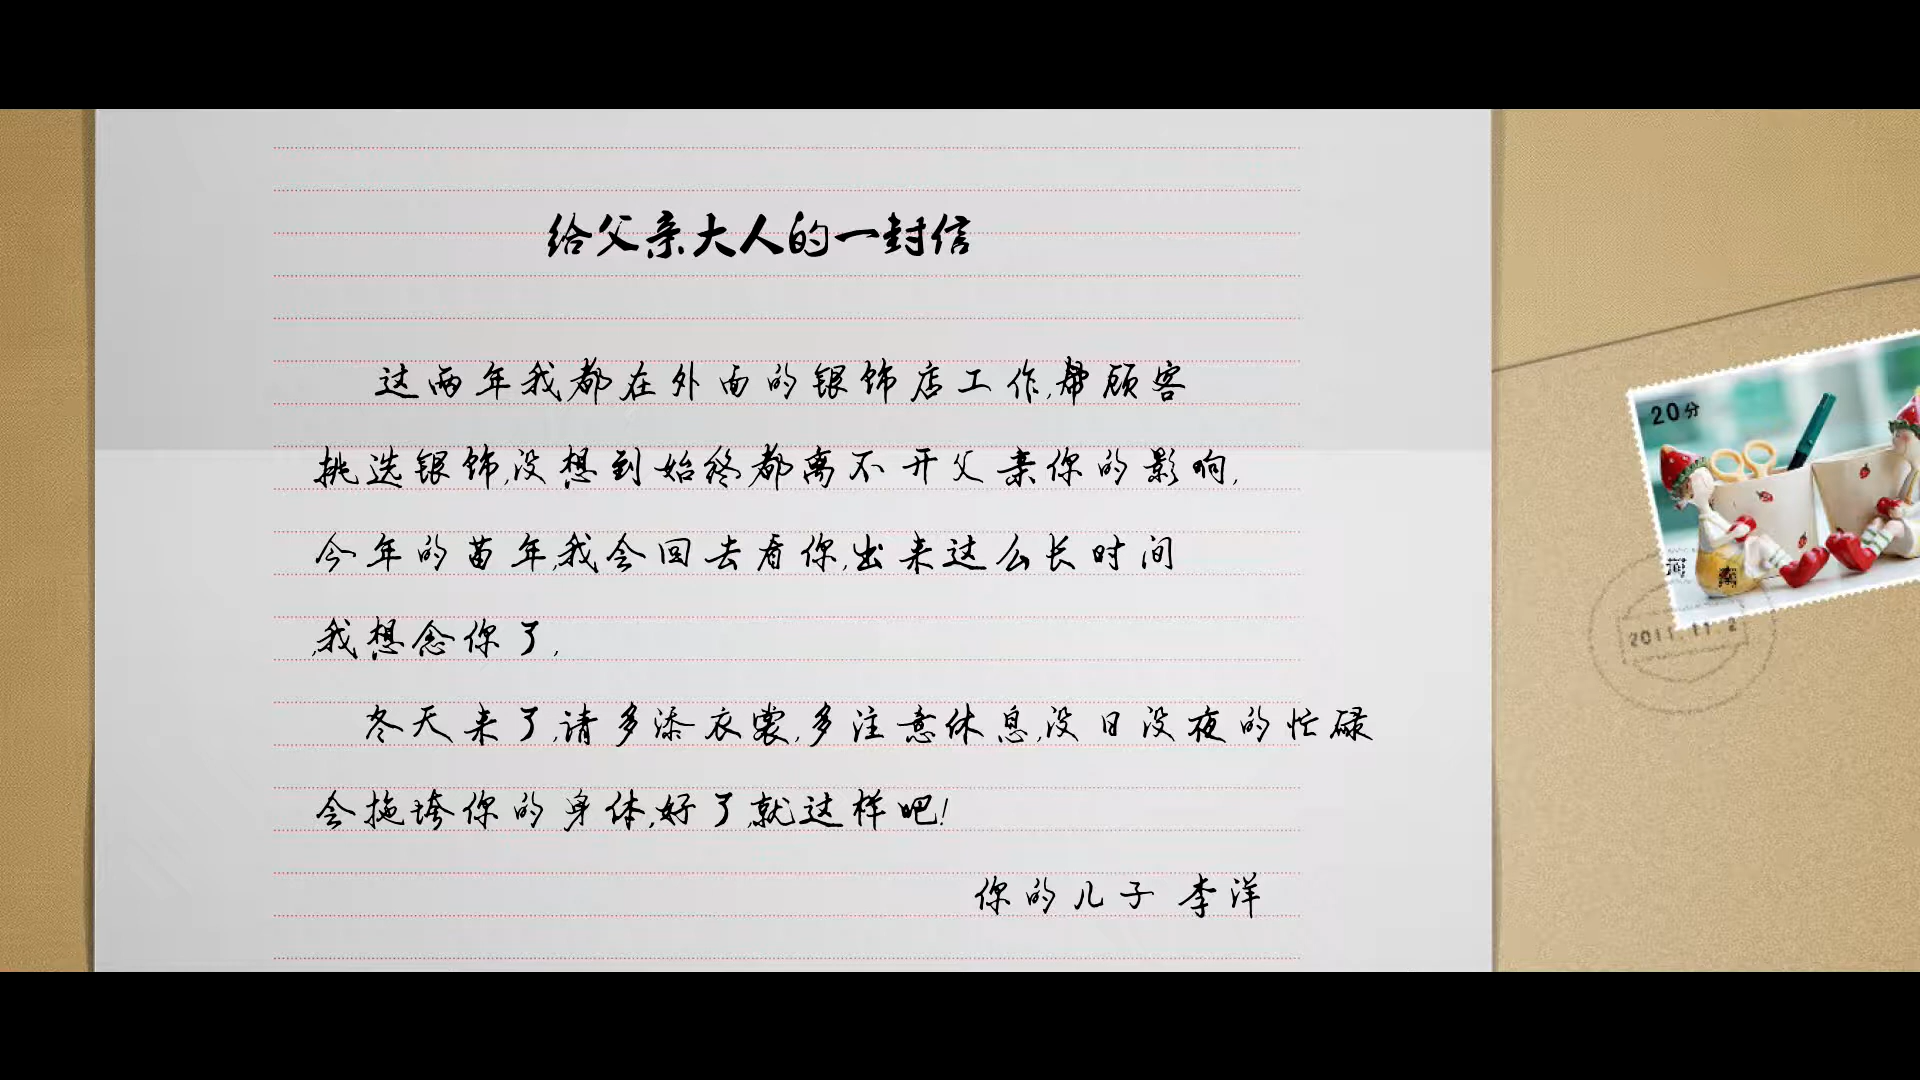 给父亲大人的一封信
这两年我都在外面的银饰店工作,帮顾客
挑选银饰,没想到始终都离不开父亲你的影响,
今年的苗年,我会回去看你,出来这么长时间
,我想念你了,
冬天来了,请多添衣裳,多注意休息,没日没夜的忙碌
会拖垮你的身体,好了,就这样吧!
你的儿子 李洋
20分
2011.11.2